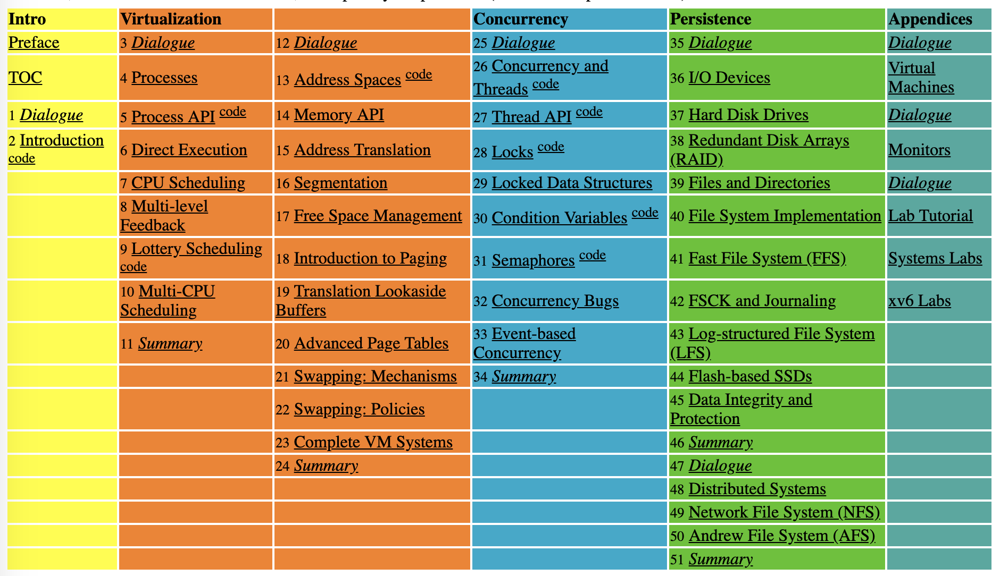 Intro Virtualization Concurrency Persistence Appendices
Preface 3 Dialogue 12 Dialogue 25 Dialogue 35 Dialogue Dialogue
TOC 4 Processes 13 Address Spaces code 26 Concurrency and Threads code 36 I/O Devices Virtual Machines
1 Dialogue 5 Process API code 14 Memory API 27 Thread API code 37 Hard Disk Drives Dialogue
2 Introduction code 6 Direct Execution 15 Address Translation 28 Locks code 38 Redundant Disk Arrays (RAID) Monitors
7 CPU Scheduling 16 Segmentation 29 Locked Data Structures 39 Files and Directories Dialogue
8 Multi-level Feedback 17 Free Space Management 30 Condition Variables code 40 File System Implementation Lab Tutorial
9 Lottery Scheduling code 18 Introduction to Paging 31 Semaphores code 41 Fast File System (FFS) Systems Labs
10 Multi-CPU Scheduling 19 Translation Lookaside Buffers 32 Concurrency Bugs 42 FSCK and Journaling xv6 Labs
11 Summary 20 Advanced Page Tables 33 Event-based Concurrency 43 Log-structured File System (LFS)
21 Swapping: Mechanisms 34 Summary 44 Flash-based SSDs
22 Swapping: Policies 45 Data Integrity and Protection
23 Complete VM Systems 46 Summary
24 Summary 47 Dialogue
48 Distributed Systems
49 Network File System (NFS)
50 Andrew File System (AFS)
51 Summary